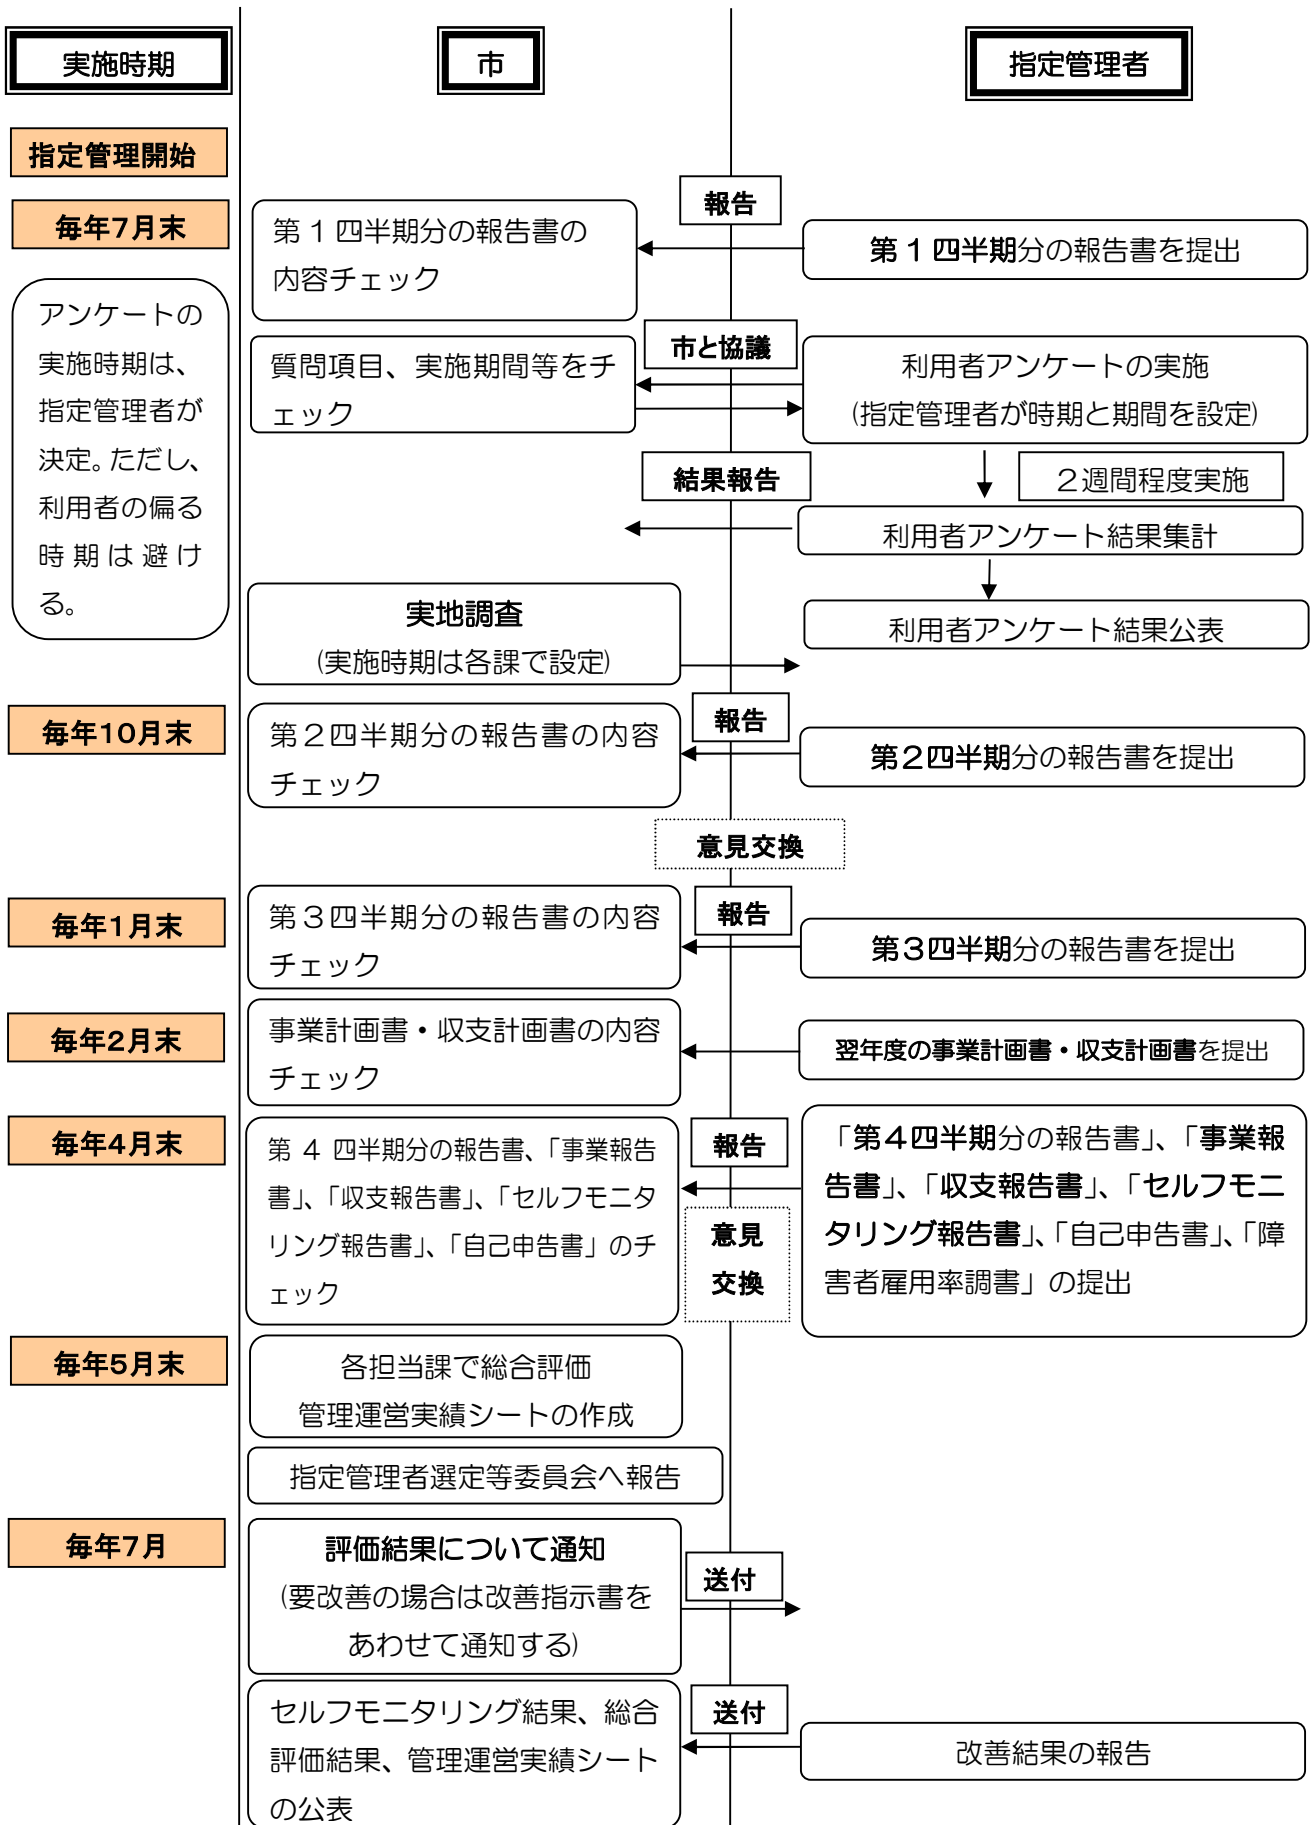 実施時期
市
指定管理者
指定管理開始
毎年7月末
報告
第1四半期分の報告書の
内容チェック
第1四半期分の報告書を提出
アンケートの
実施時期は、
指定管理者が
決定。ただし、
利用者の偏る
時期は避け
る。
市と協議
質問項目、実施期間等をチ
ェック
利用者アンケートの実施
(指定管理者が時期と期間を設定)
結果報告
2週間程度実施
利用者アンケート結果集計
利用者アンケート結果公表
実地調査
(実施時期は各課で設定)
毎年10月末
報告
第2四半期分の報告書の内容
チェック
第2四半期分の報告書を提出
意見交換
毎年1月末
報告
第3四半期分の報告書の内容
チェック
第3四半期分の報告書を提出
毎年2月末
事業計画書・収支計画書の内容
チェック
翌年度の事業計画書・収支計画書を提出
毎年4月末
報告
第 4 四半期分の報告書、「事業報告
書」、「収支報告書」、「セルフモニタ
リング報告書」、「自己申告書」のチ
ェック
意見
交換
「第4四半期分の報告書」、「事業報
告書」、「収支報告書」、「セルフモニ
タリング報告書」、「自己申告書」、「障
害者雇用率調書」の提出
毎年5月末
各担当課で総合評価
管理運営実績シートの作成
指定管理者選定等委員会へ報告
毎年7月
評価結果について通知
(要改善の場合は改善指示書を
あわせて通知する)
送付
セルフモニタリング結果、総合
評価結果、管理運営実績シート
の公表
送付
改善結果の報告